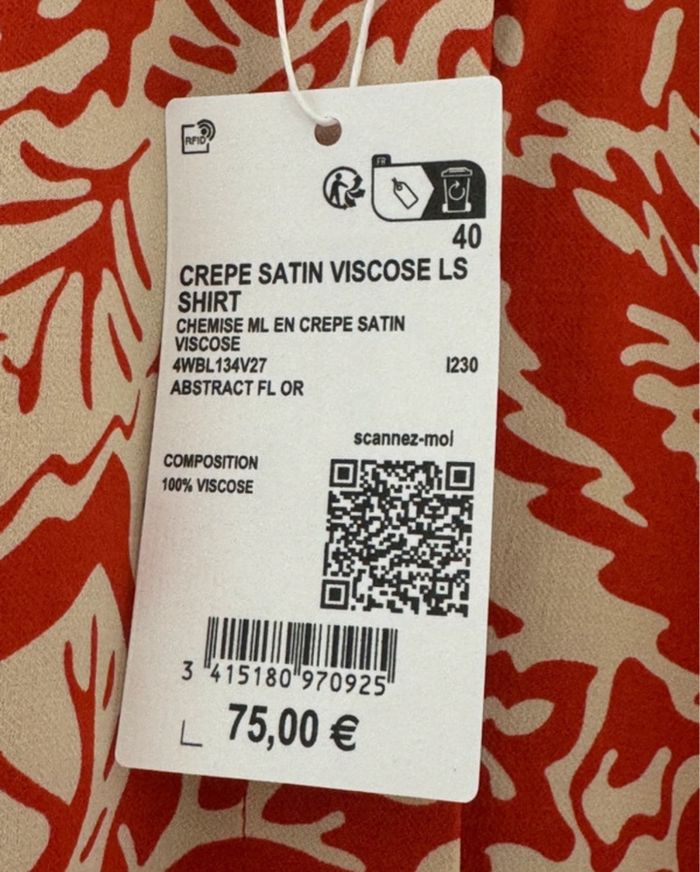 RFID
FR
40
CREPE SATIN VISCOSE LS
SHIRT
CHEMISE ML EN CREPE SATIN
VISCOSE
4WBL134V27 I230
ABSTRACT FL OR
scannez-moi
COMPOSITION
100% VISCOSE
3 415180 970925
75,00 €